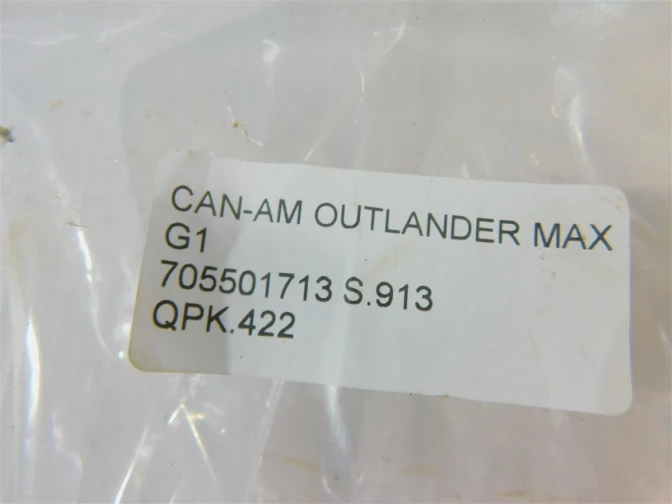 CAN-AM OUTLANDER MAX
G1
705501713 S.913
QPK.422